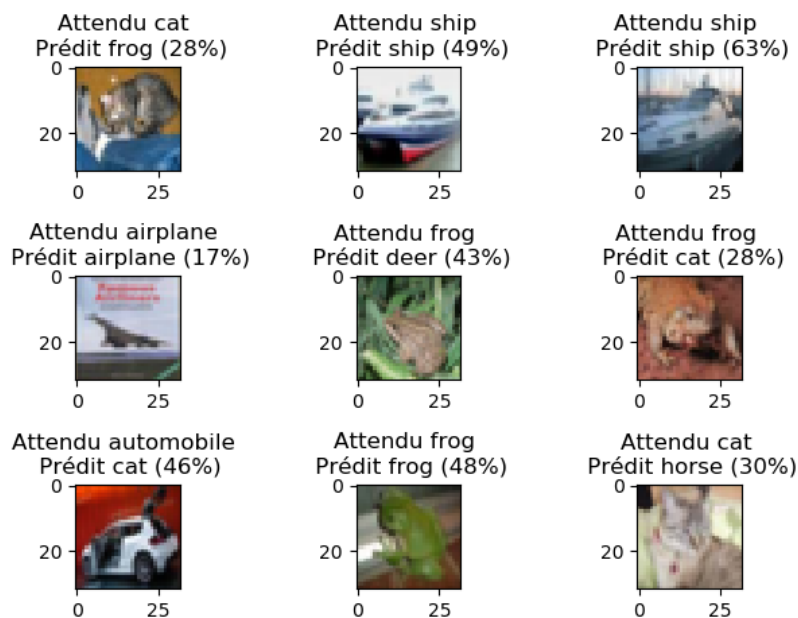 Attendu cat
Prédit frog (28%)
Attendu ship
Prédit ship (49%)
Attendu ship
Prédit ship (63%)
0
20
0 25
0
20
0 25
0
20
0 25
Attendu airplane
Prédit airplane (17%)
Attendu frog
Prédit deer (43%)
Attendu frog
Prédit cat (28%)
0
20
0 25
0
20
0 25
0
20
0 25
Attendu automobile
Prédit cat (46%)
Attendu frog
Prédit frog (48%)
Attendu cat
Prédit horse (30%)
0
20
0 25
0
20
0 25
0
20
0 25